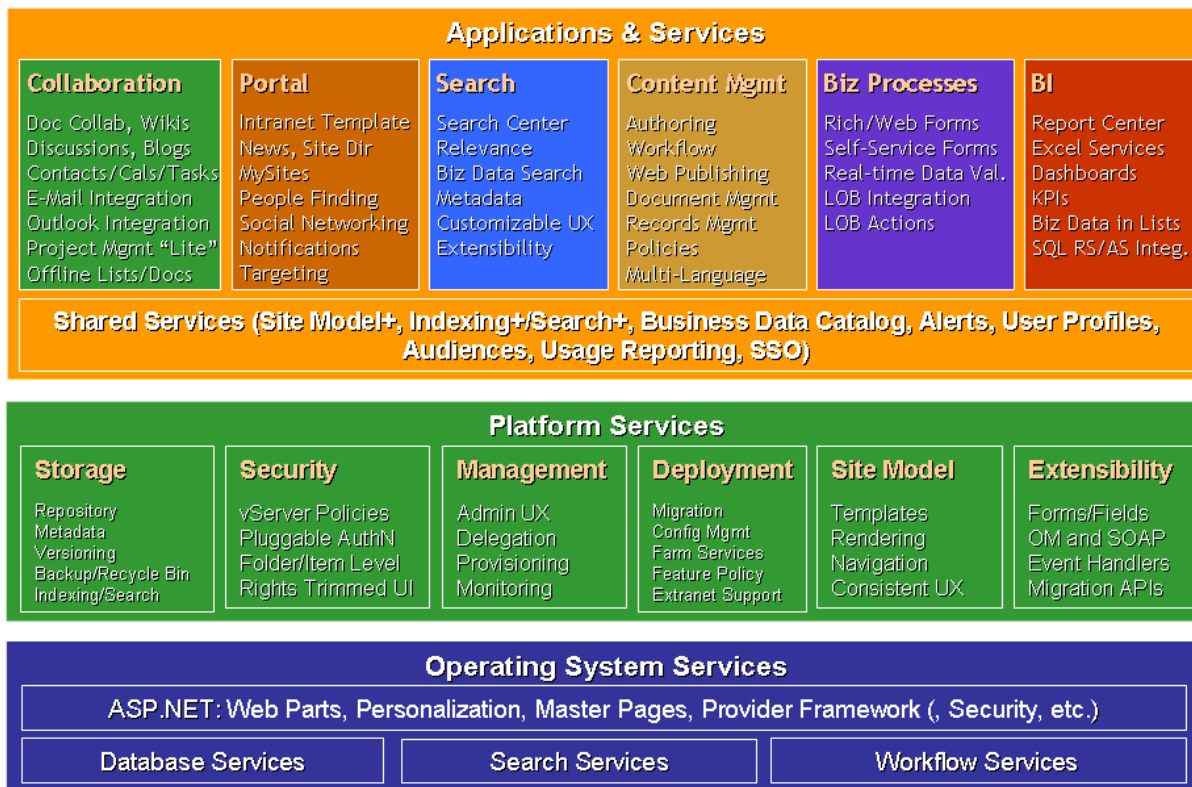 Applications & Services
Collaboration
Doc Collab, Wikis
Discussions, Blogs
Contacts/Cals/Tasks
E-Mail Integration
Outlook Integration
Project Mgmt “Lite”
Offline Lists/Docs
Portal
Intranet Template
News, Site Dir
MySites
People Finding
Social Networking
Notifications
Targeting
Search
Search Center
Relevance
Biz Data Search
Metadata
Customizable UX
Extensibility
Content Mgmt
Authoring
Workflow
Web Publishing
Document Mgmt
Records Mgmt
Policies
Multi-Language
Biz Processes
Rich/Web Forms
Self-Service Forms
Real-time Data Val.
LOB Integration
LOB Actions
BI
Report Center
Excel Services
Dashboards
KPIs
Biz Data in Lists
SQL RS/AS Integ.
Shared Services (Site Model+, Indexing+/Search+, Business Data Catalog, Alerts, User Profiles,
Audiences, Usage Reporting, SSO)
Platform Services
Storage
Repository
Metadata
Versioning
Backup/Recycle Bin
Indexing/Search
Security
vServer Policies
Pluggable AuthN
Folder/Item Level
Rights Trimmed UI
Management
Admin UX
Delegation
Provisioning
Monitoring
Deployment
Migration
Config Mgmt
Farm Services
Feature Policy
Extranet Support
Site Model
Templates
Rendering
Navigation
Consistent UX
Extensibility
Forms/Fields
OM and SOAP
Event Handlers
Migration APIs
Operating System Services
ASP.NET: Web Parts, Personalization, Master Pages, Provider Framework (, Security, etc.)
Database Services
Search Services
Workflow Services